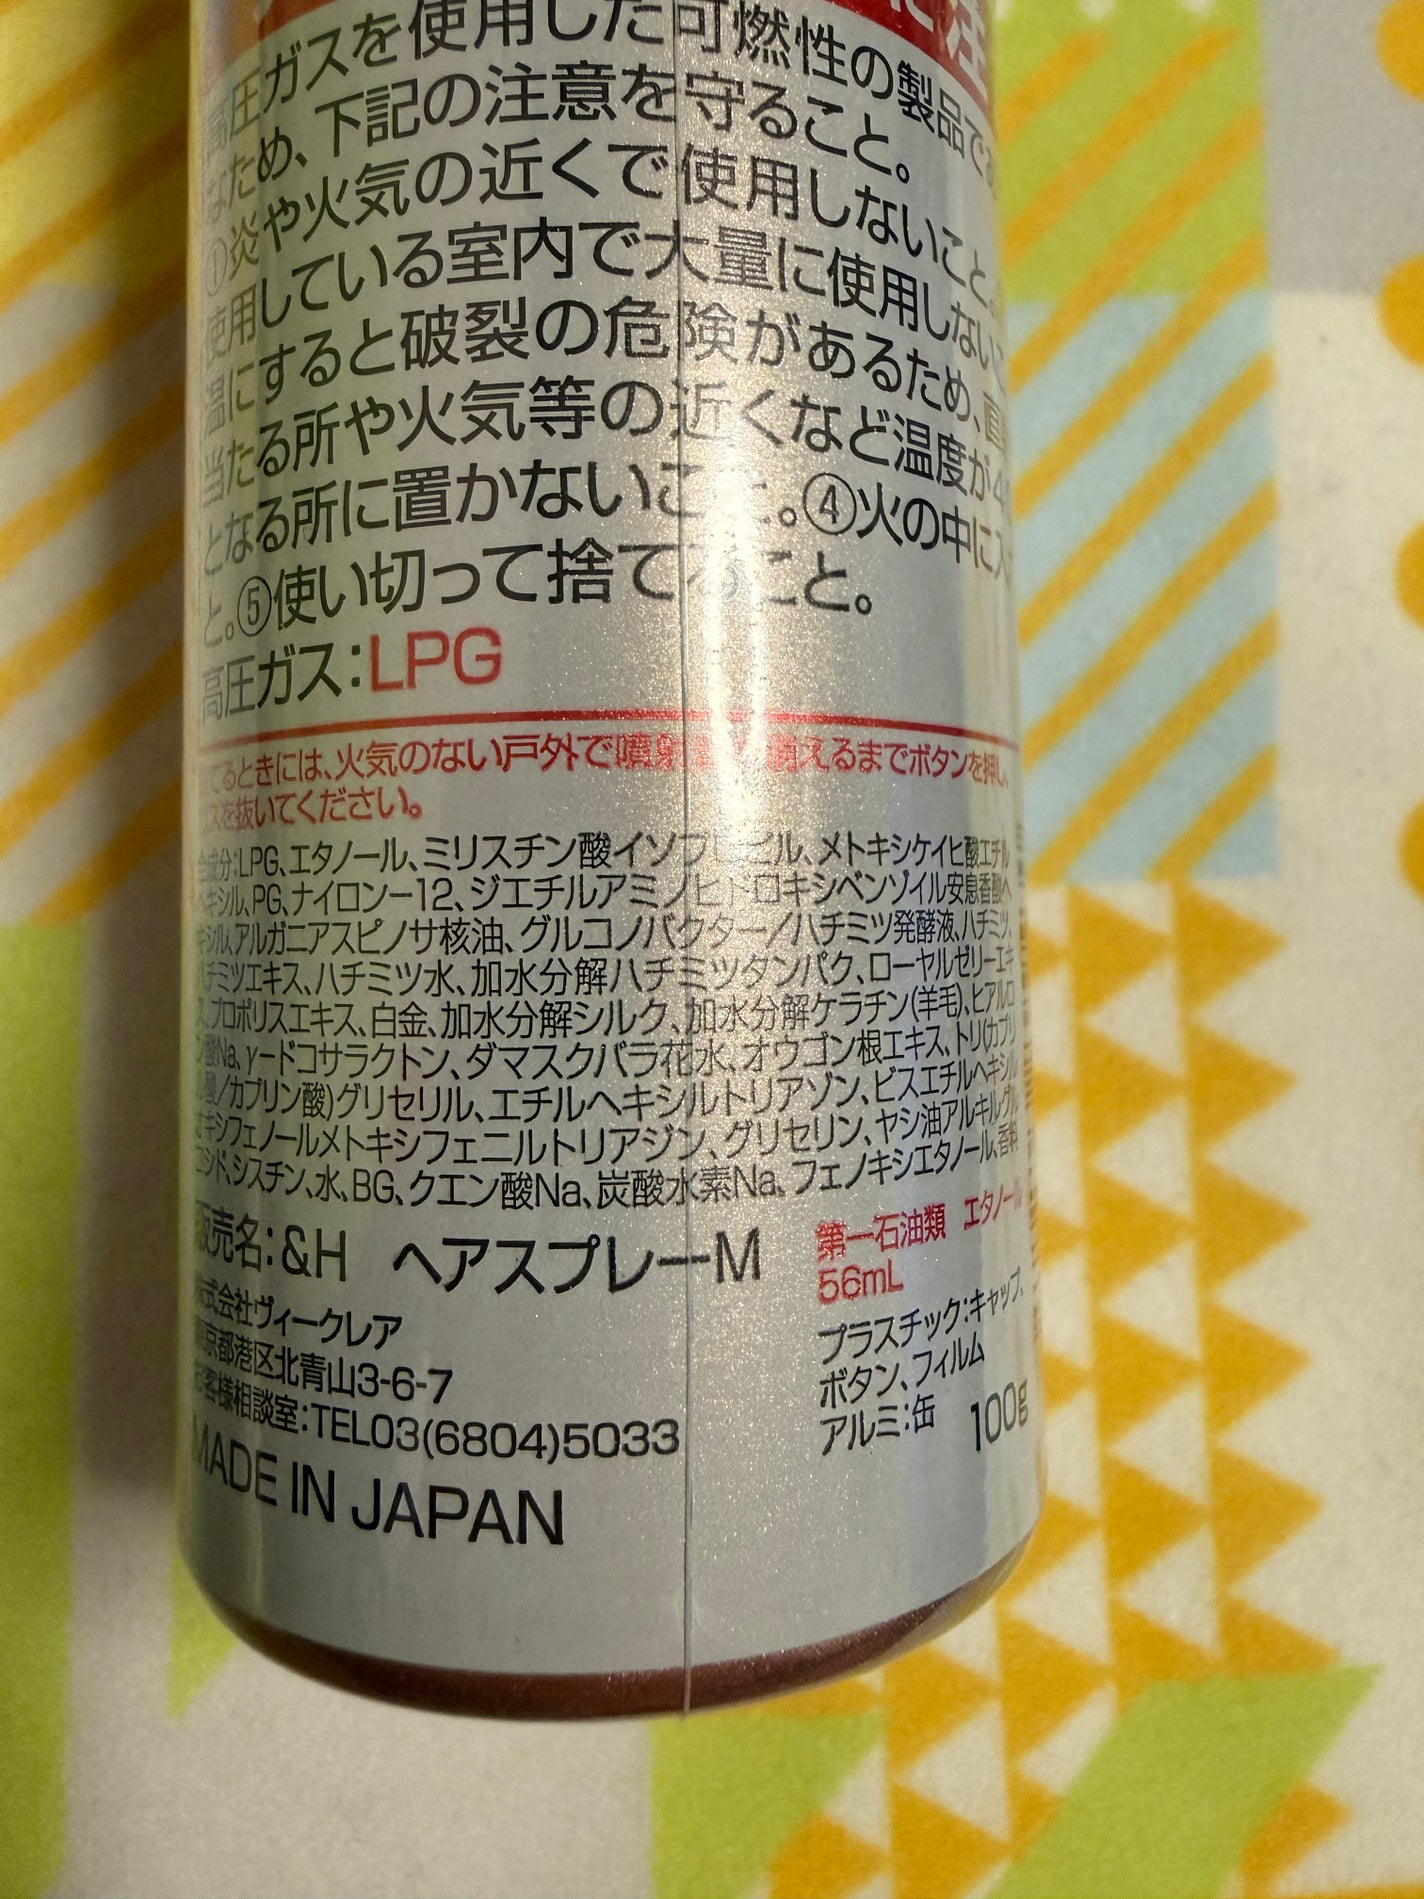 高圧ガスを使用した可燃性の製品であ
ため、下記の注意を守ること。
①炎や火気の近くで使用しないこと。
使用している室内で大量に使用しないこ
温にすると破裂の危険があるため、直
当たる所や火気等の近くなど温度が4
となる所に置かないこと。④火の中に入
と。⑤使い切って捨てること。
高圧ガス：LPG
てるときには、火気のない戸外で噴射音が消えるまでボタンを押し、
スを抜いてください。
成分：LPG、エタノール、ミリスチン酸イソプロピル、メトキシケイヒ酸エチル
ヘキシル、PG、ナイロン－12、ジエチルアミノヒドロキシベンゾイル安息香酸ヘ
キシル、アルガニアスピノサ核油、グルコノバクター／ハチミツ発酵液、ハチミツ、
ハチミツエキス、ハチミツ水、加水分解ハチミツタンパク、ローヤルゼリーエキ
ス、プロポリスエキス、白金、加水分解シルク、加水分解ケラチン(羊毛)、ヒアルロ
ン酸Na、γ－ドコサラクトン、ダマスクバラ花水、オウゴン根エキス、トリ(カプリ
酸／カプリン酸)グリセリル、エチルヘキシルトリアゾン、ビスエチルヘキシル
オキシフェノールメトキシフェニルトリアジン、グリセリン、ヤシ油アルキルグル
コシド、シスチン、水、BG、クエン酸Na、炭酸水素Na、フェノキシエタノール、香料
販売名：&H ヘアスプレーM
株式会社ヴィークレア
東京都港区北青山3-6-7
お客様相談室：TEL03(6804)5033
MADE IN JAPAN
第一石油類 エタノール
56mL
プラスチック：キャップ、
ボタン、フィルム
アルミ：缶
100g